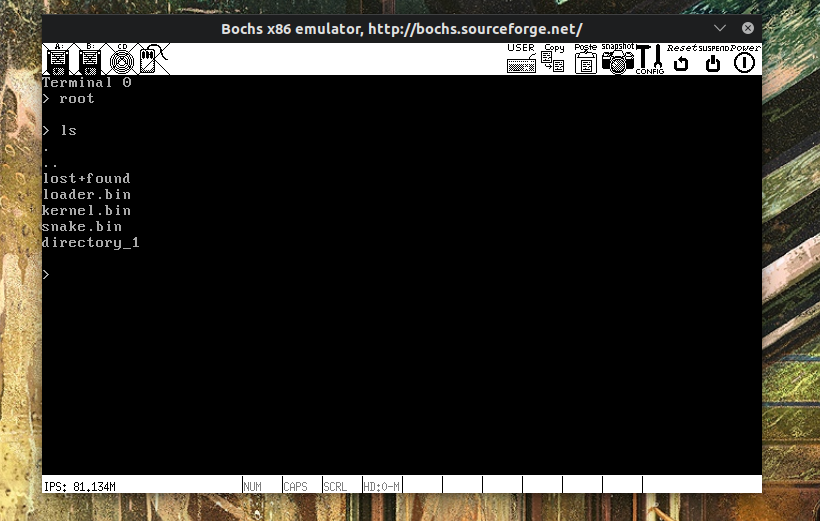 Bochs x86 emulator, http://bochs.sourceforge.net/
A: B: CD USER Copy Paste snapshot CONFIG Reset SUSPEND Power
Terminal 0
> root
> ls
.
..
lost+found
loader.bin
kernel.bin
snake.bin
directory_1
>
IPS: 81.134M NUM CAPS SCRL HD:0-M